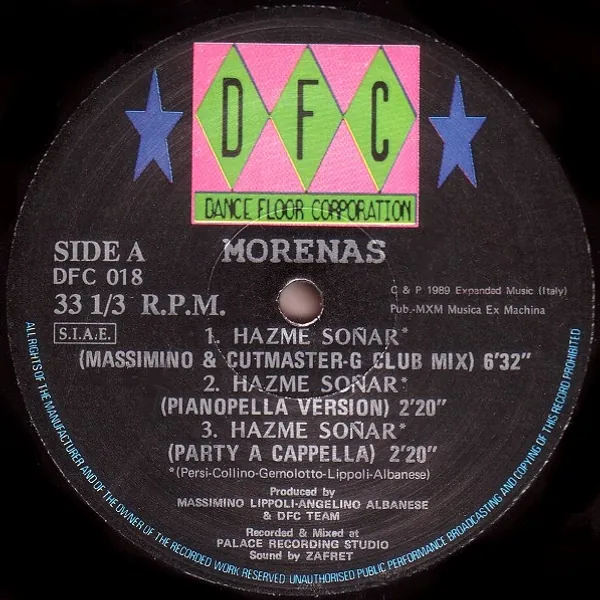 DFC
DANCE FLOOR CORPORATION
MORENAS
SIDE A
DFC 018
33 1/3 R.P.M.
S.I.A.E.
C & P 1989 Expanded Music (Italy)
Pub.-MXM Musica Ex Machina
1. HAZME SOÑAR*
(MASSIMINO & CUTMASTER-G CLUB MIX) 6'32"
2. HAZME SOÑAR*
(PIANOPELLA VERSION) 2'20"
3. HAZME SOÑAR*
(PARTY A CAPPELLA) 2'20"
*(Persi-Collino-Gemolotto-Lippoli-Albanese)
Produced by
MASSIMINO LIPPOLI-ANGELINO ALBANESE
& DFC TEAM
Recorded & Mixed at
PALACE RECORDING STUDIO
Sound by ZAFRET
ALL RIGHTS OF THE MANUFACTURER AND OF THE OWNER OF THE RECORDED WORK RESERVED UNAUTHORISED PUBLIC PERFORMANCE BROADCASTING AND COPYING OF THIS RECORD PROHIBITED